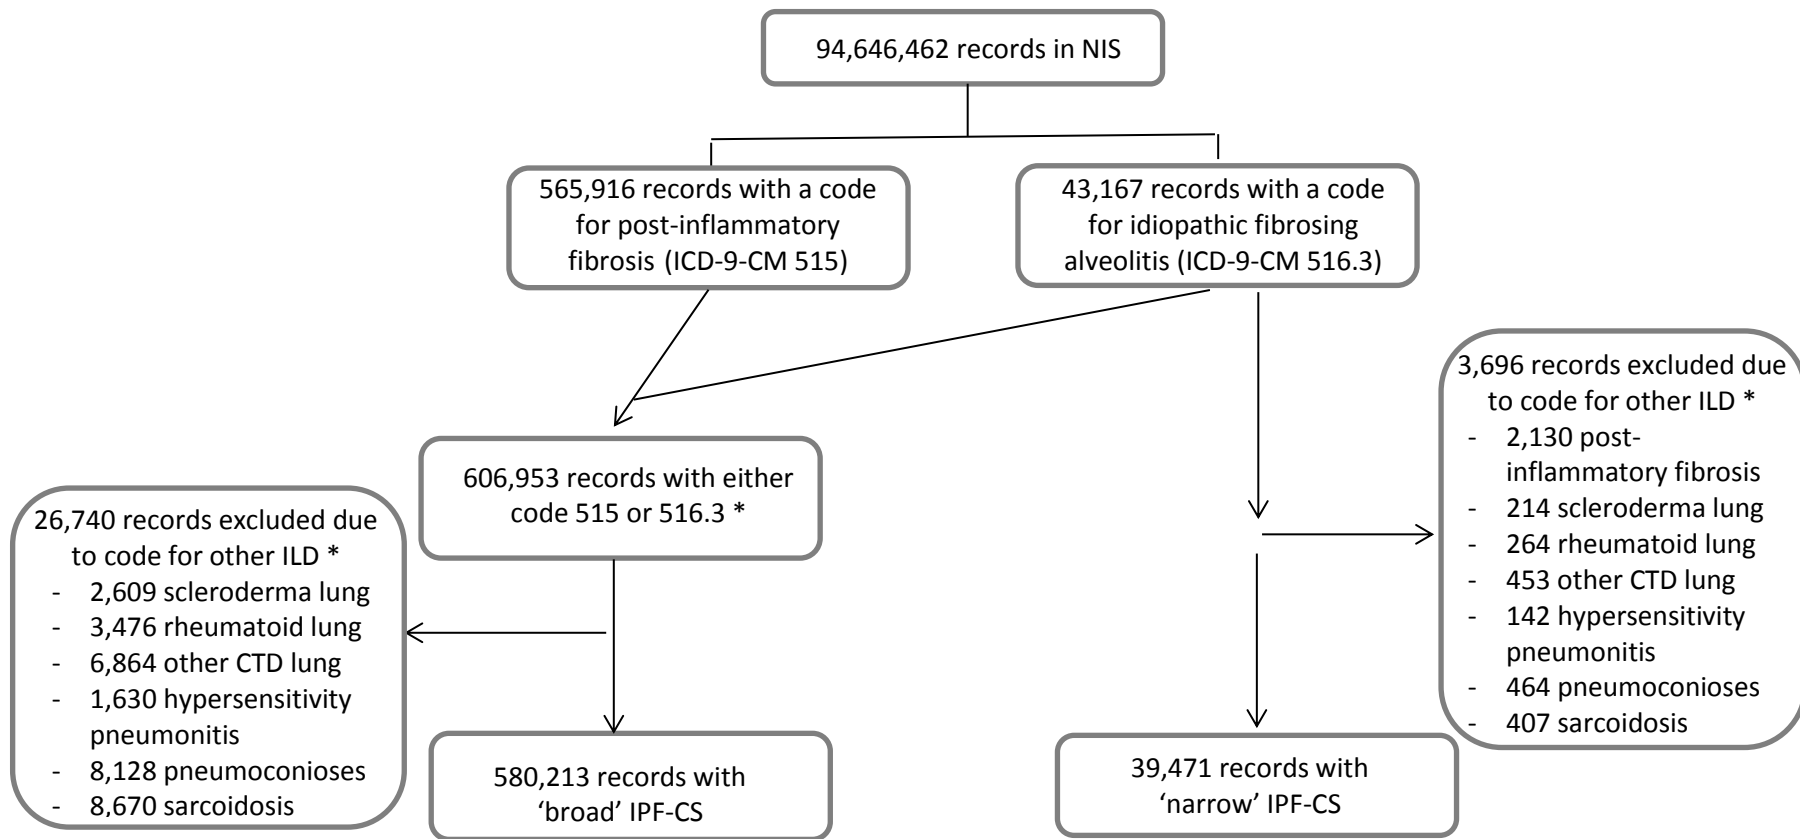 94,646,462 records in NIS
565,916 records with a code
for post-inflammatory
fibrosis (ICD-9-CM 515)
43,167 records with a code
for idiopathic fibrosing
alveolitis (ICD-9-CM 516.3)
606,953 records with either
code 515 or 516.3 *
26,740 records excluded due
to code for other ILD *
- 2,609 scleroderma lung
- 3,476 rheumatoid lung
- 6,864 other CTD lung
- 1,630 hypersensitivity
pneumonitis
- 8,128 pneumoconioses
- 8,670 sarcoidosis
3,696 records excluded due
to code for other ILD *
- 2,130 post-
inflammatory fibrosis
- 214 scleroderma lung
- 264 rheumatoid lung
- 453 other CTD lung
- 142 hypersensitivity
pneumonitis
- 464 pneumoconioses
- 407 sarcoidosis
580,213 records with
‘broad’ IPF-CS
39,471 records with
‘narrow’ IPF-CS